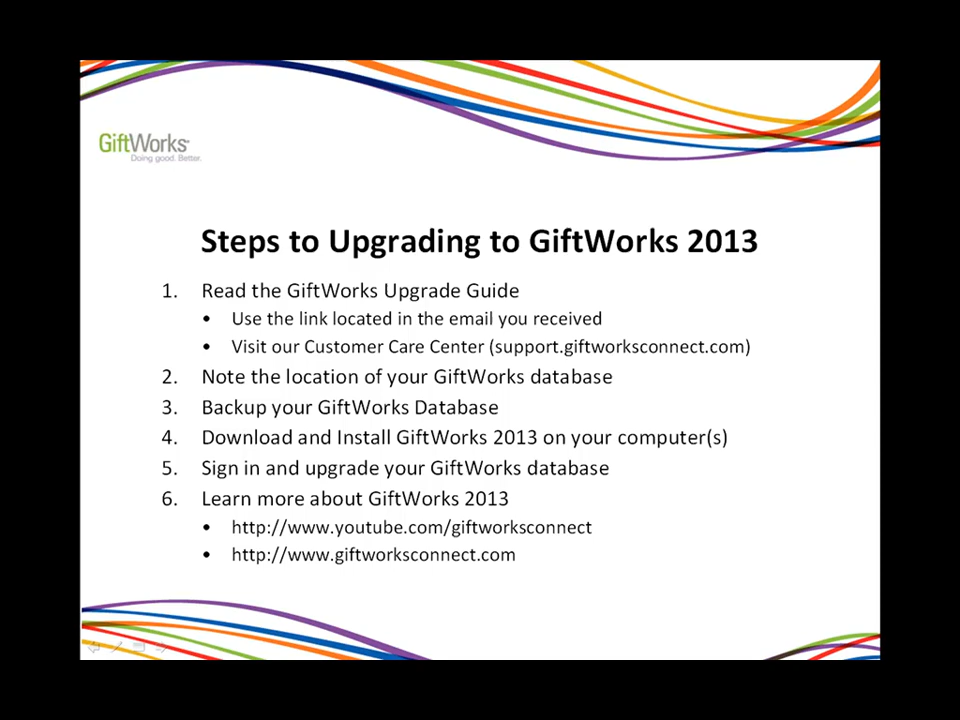 GiftWorks
Doing good. Better.
Steps to Upgrading to GiftWorks 2013
1. Read the GiftWorks Upgrade Guide
• Use the link located in the email you received
• Visit our Customer Care Center (support.giftworksconnect.com)
2. Note the location of your GiftWorks database
3. Backup your GiftWorks Database
4. Download and Install GiftWorks 2013 on your computer(s)
5. Sign in and upgrade your GiftWorks database
6. Learn more about GiftWorks 2013
• http://www.youtube.com/giftworksconnect
• http://www.giftworksconnect.com